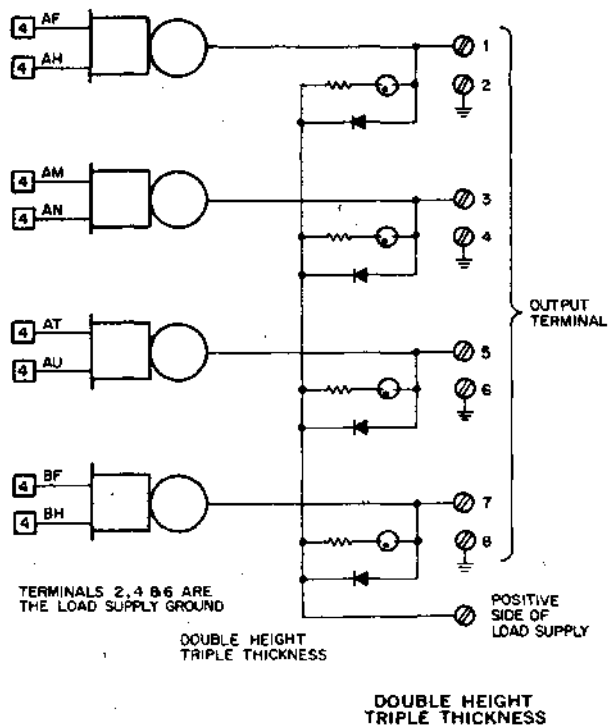 4 AF
4 AH
1
2
4 AM
4 AN
3
4
OUTPUT
TERMINAL
4 AT
4 AU
5
6
4 BF
4 BH
7
8
TERMINALS 2,4 8 6 ARE
THE LOAD SUPPLY GROUND
POSITIVE
SIDE OF
LOAD SUPPLY
DOUBLE HEIGHT
TRIPLE THICKNESS
DOUBLE HEIGHT
TRIPLE THICKNESS